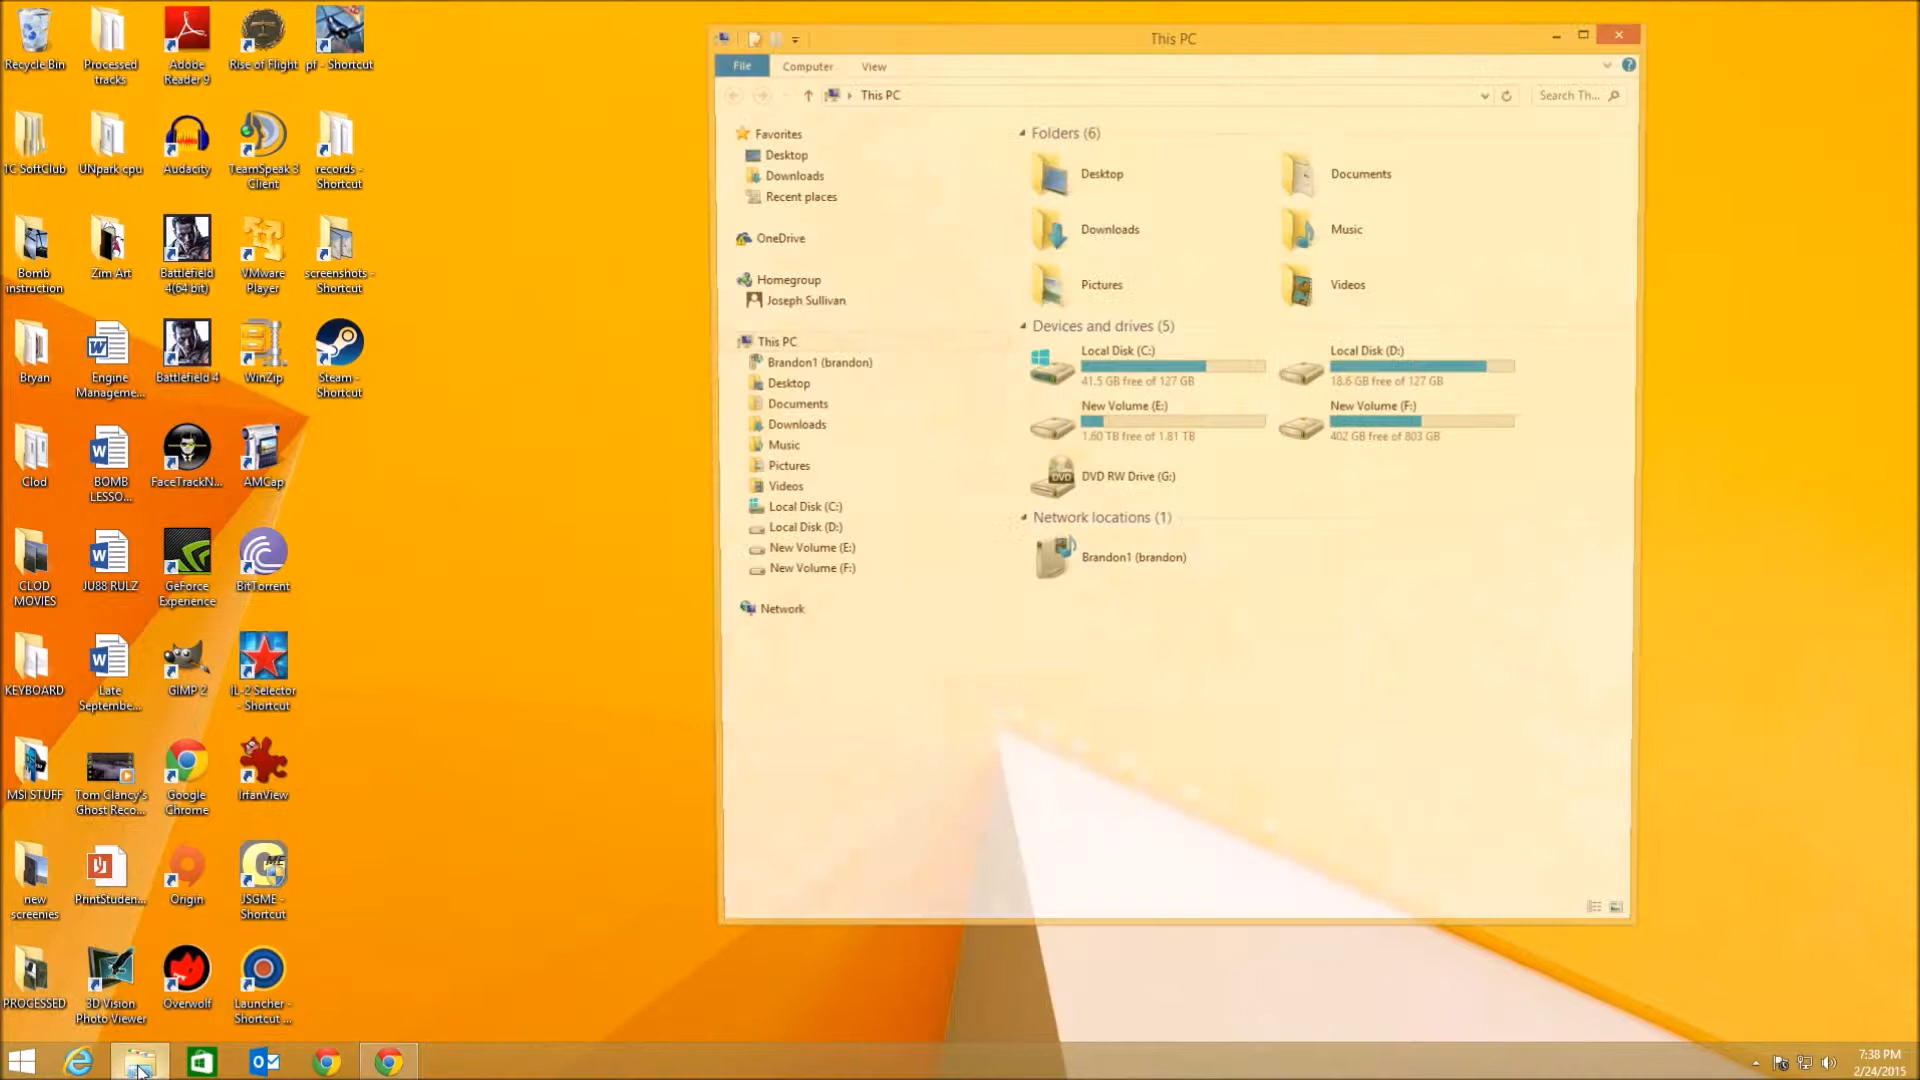 Recycle Bin
Processed
tracks
Adobe
Reader 9
Rise of Flight
pf - Shortcut
1C SoftClub
UNpark cpu
Audacity
TeamSpeak 3
Client
records -
Shortcut
Bomb
instruction
Zim Art
Battlefield
4(64 bit)
VMware
Player
screenshots -
Shortcut
Bryan
Engine
Manageme...
Battlefield 4
WinZip
Steam -
Shortcut
Clod
BOMB
LESSO...
FaceTrackN...
AMCap
CLOD
MOVIES
JU88 RULZ
GeForce
Experience
BitTorrent
KEYBOARD
Late
Septembe...
GIMP 2
IL-2 Selector
- Shortcut
MSI STUFF
Tom Clancy's
Ghost Reco...
Google
Chrome
IrfanView
new
screenies
PrintStuden...
Origin
JSGME -
Shortcut
PROCESSED
3D Vision
Photo Viewer
Overwolf
Launcher -
Shortcut ...
This PC
File
Computer
View
This PC
Search Th...
Favorites
Desktop
Downloads
Recent places
OneDrive
Homegroup
Joseph Sullivan
This PC
Brandon1 (brandon)
Desktop
Documents
Downloads
Music
Pictures
Videos
Local Disk (C:)
Local Disk (D:)
New Volume (E:)
New Volume (F:)
Network
Folders (6)
Desktop
Documents
Downloads
Music
Pictures
Videos
Devices and drives (5)
Local Disk (C:)
41.5 GB free of 127 GB
Local Disk (D:)
18.6 GB free of 127 GB
New Volume (E:)
1.60 TB free of 1.81 TB
New Volume (F:)
402 GB free of 803 GB
DVD
DVD RW Drive (G:)
Network locations (1)
Brandon1 (brandon)
7:38 PM
2/24/2015